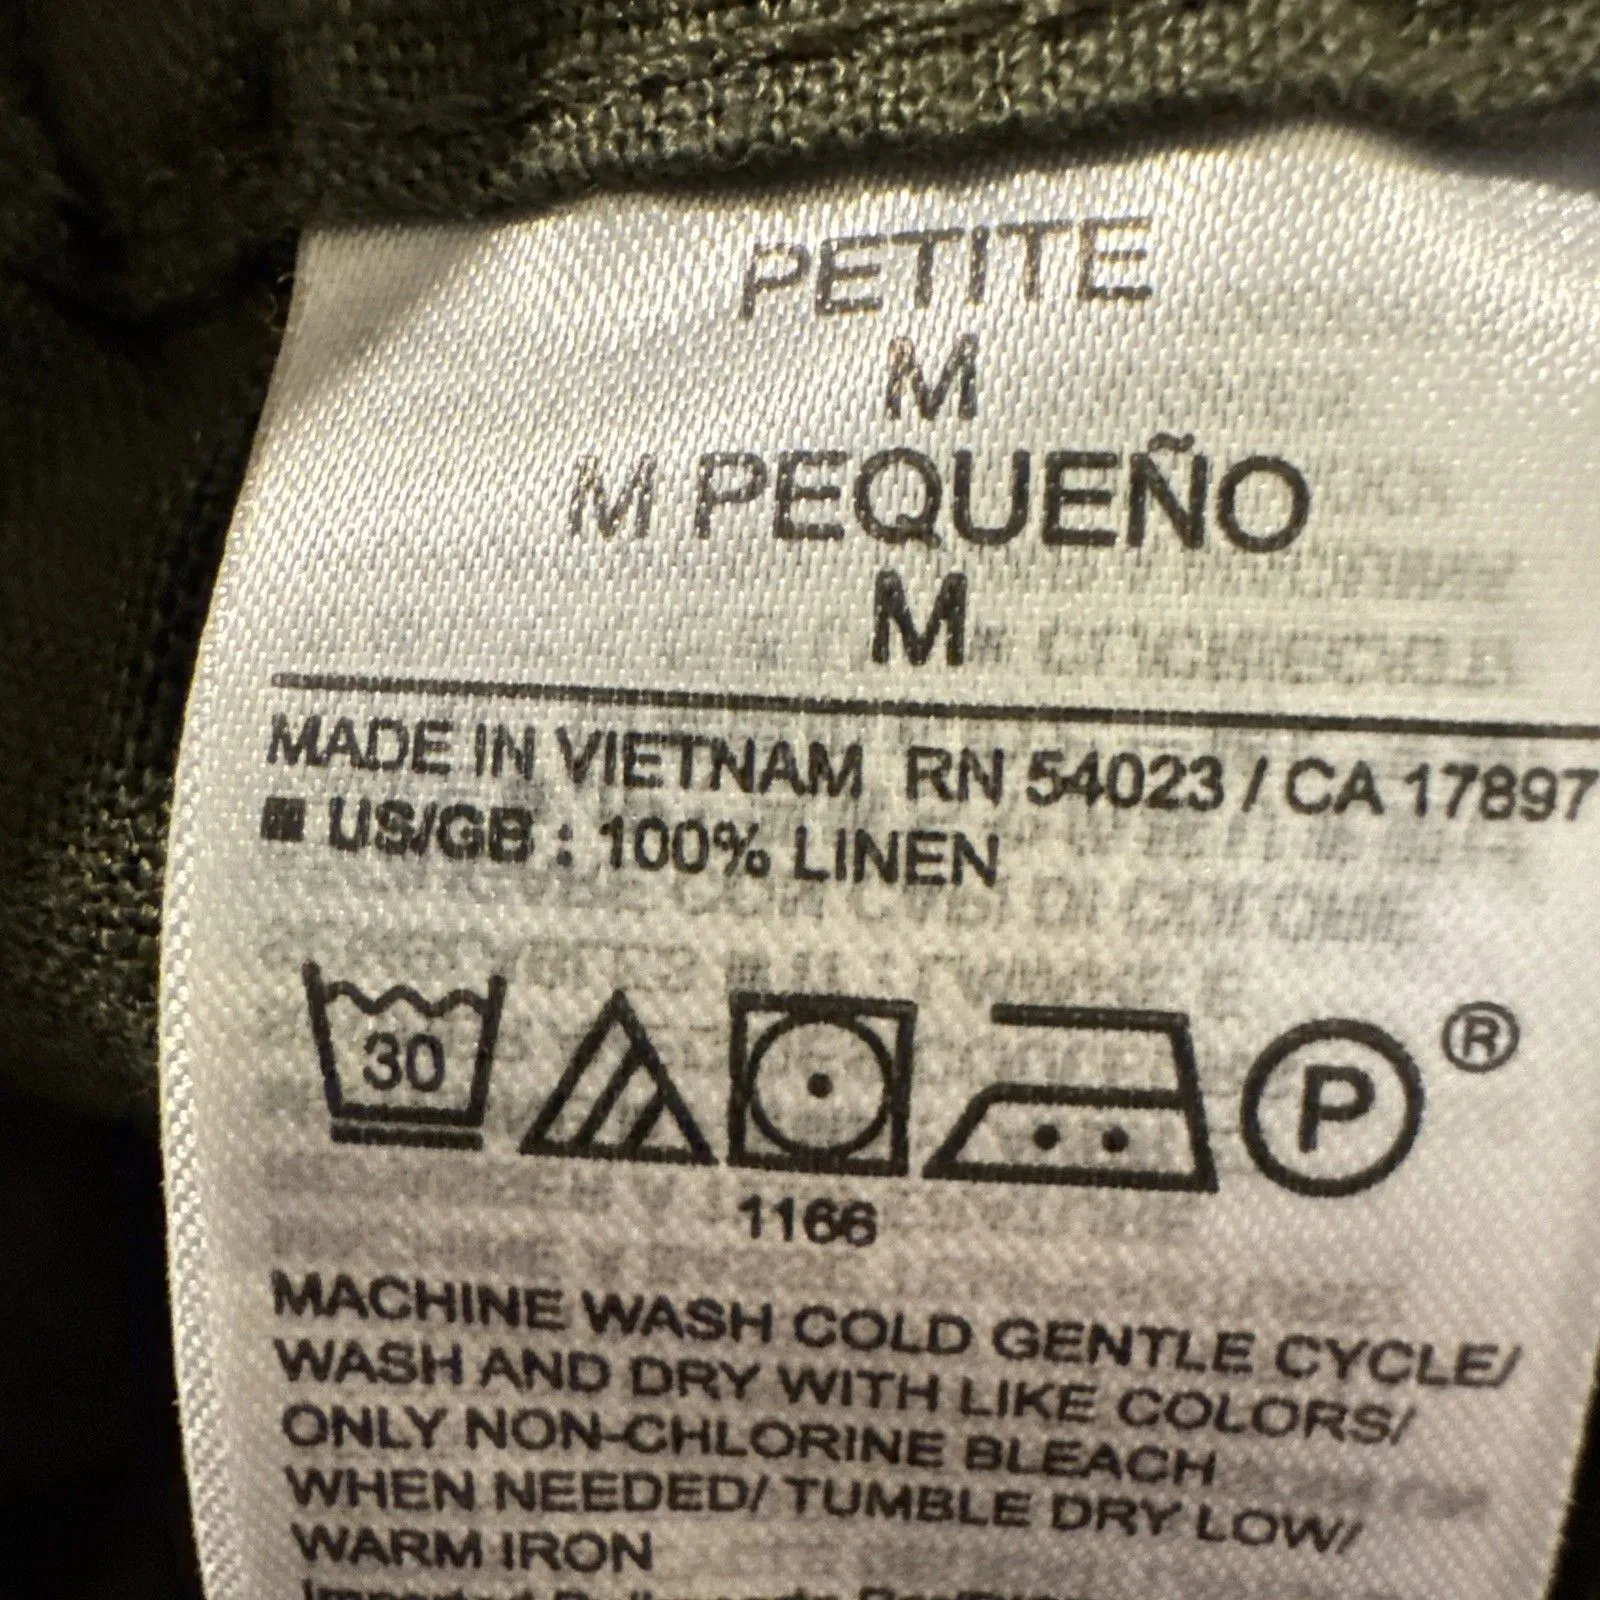 PETITE
M
M PEQUEÑO
M
MADE IN VIETNAM RN 54023 / CA 17897
US/GB : 100% LINEN
30
P ®
1166
MACHINE WASH COLD GENTLE CYCLE/
WASH AND DRY WITH LIKE COLORS/
ONLY NON-CHLORINE BLEACH
WHEN NEEDED/ TUMBLE DRY LOW/
WARM IRON